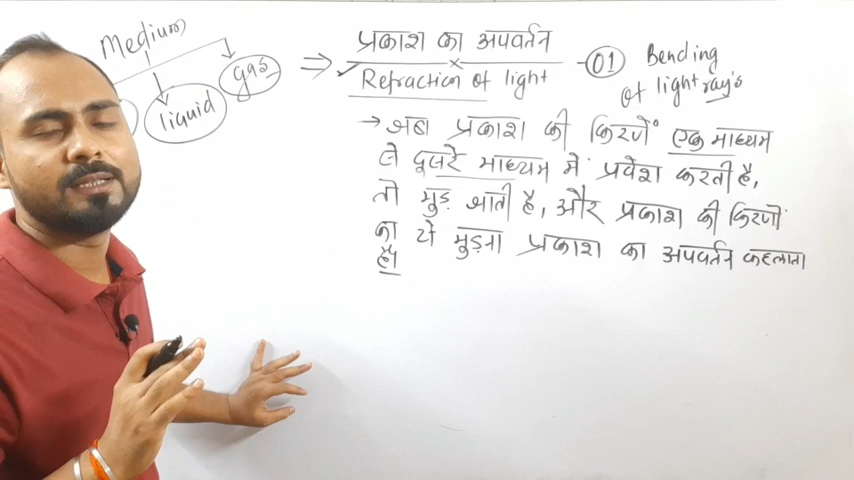 Medium
liquid
gas
प्रकाश का अपवर्तन
Refraction of light
01
Bending
of light ray's
→ जब प्रकाश की किरणें एक माध्यम
से दूसरे माध्यम में प्रवेश करती है,
तो मुड़ जाती है, और प्रकाश की किरणों
का ये मुड़ना प्रकाश का अपवर्तन कहलाता
है।